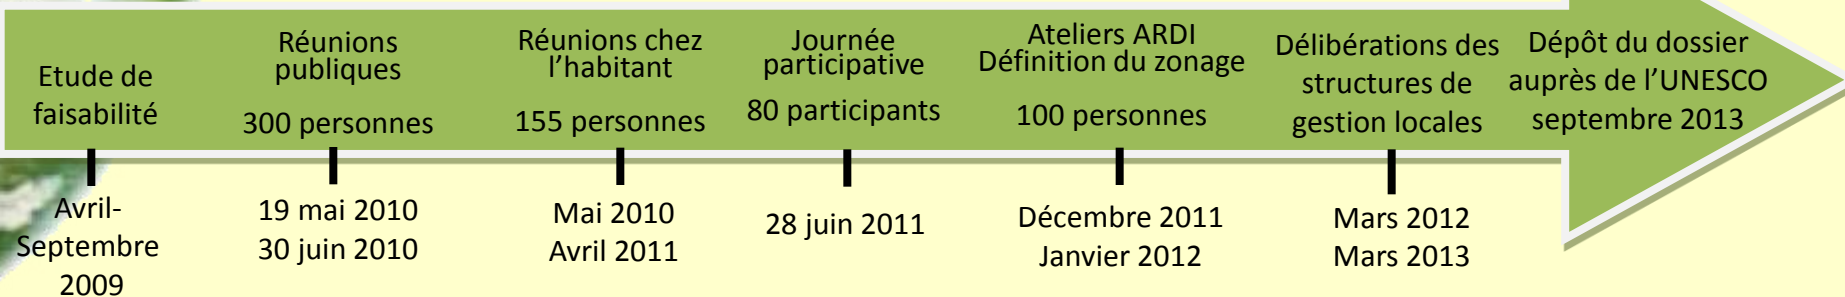 Etude de
faisabilité
Avril-
Septembre
2009
Réunions
publiques
300 personnes
19 mai 2010
30 juin 2010
Réunions chez
l’habitant
155 personnes
Mai 2010
Avril 2011
Journée
participative
80 participants
28 juin 2011
Ateliers ARDI
Définition du zonage
100 personnes
Décembre 2011
Janvier 2012
Délibérations des
structures de
gestion locales
Mars 2012
Mars 2013
Dépôt du dossier
auprès de l’UNESCO
septembre 2013